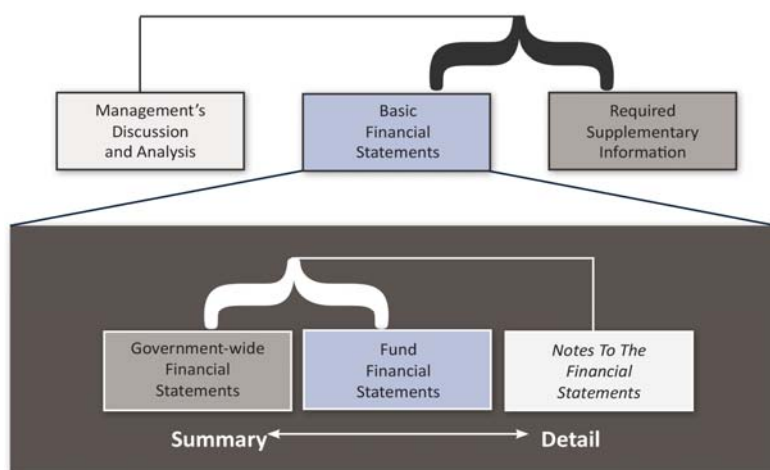 Management’s
Discussion
and Analysis
Basic
Financial
Statements
Required
Supplementary
Information
Government-wide
Financial
Statements
Fund
Financial
Statements
Notes To The
Financial
Statements
Summary
Detail